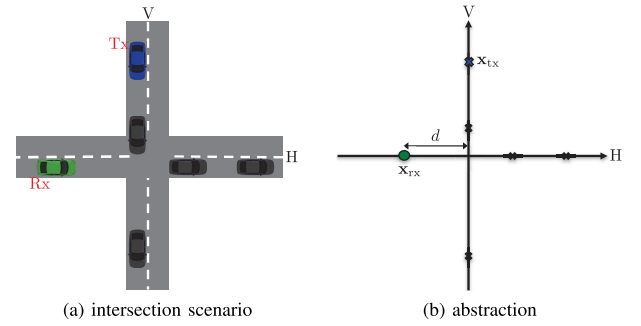 V
Tx
H
Rx
(a) intersection scenario
V
x_tx
d
H
x_rx
(b) abstraction